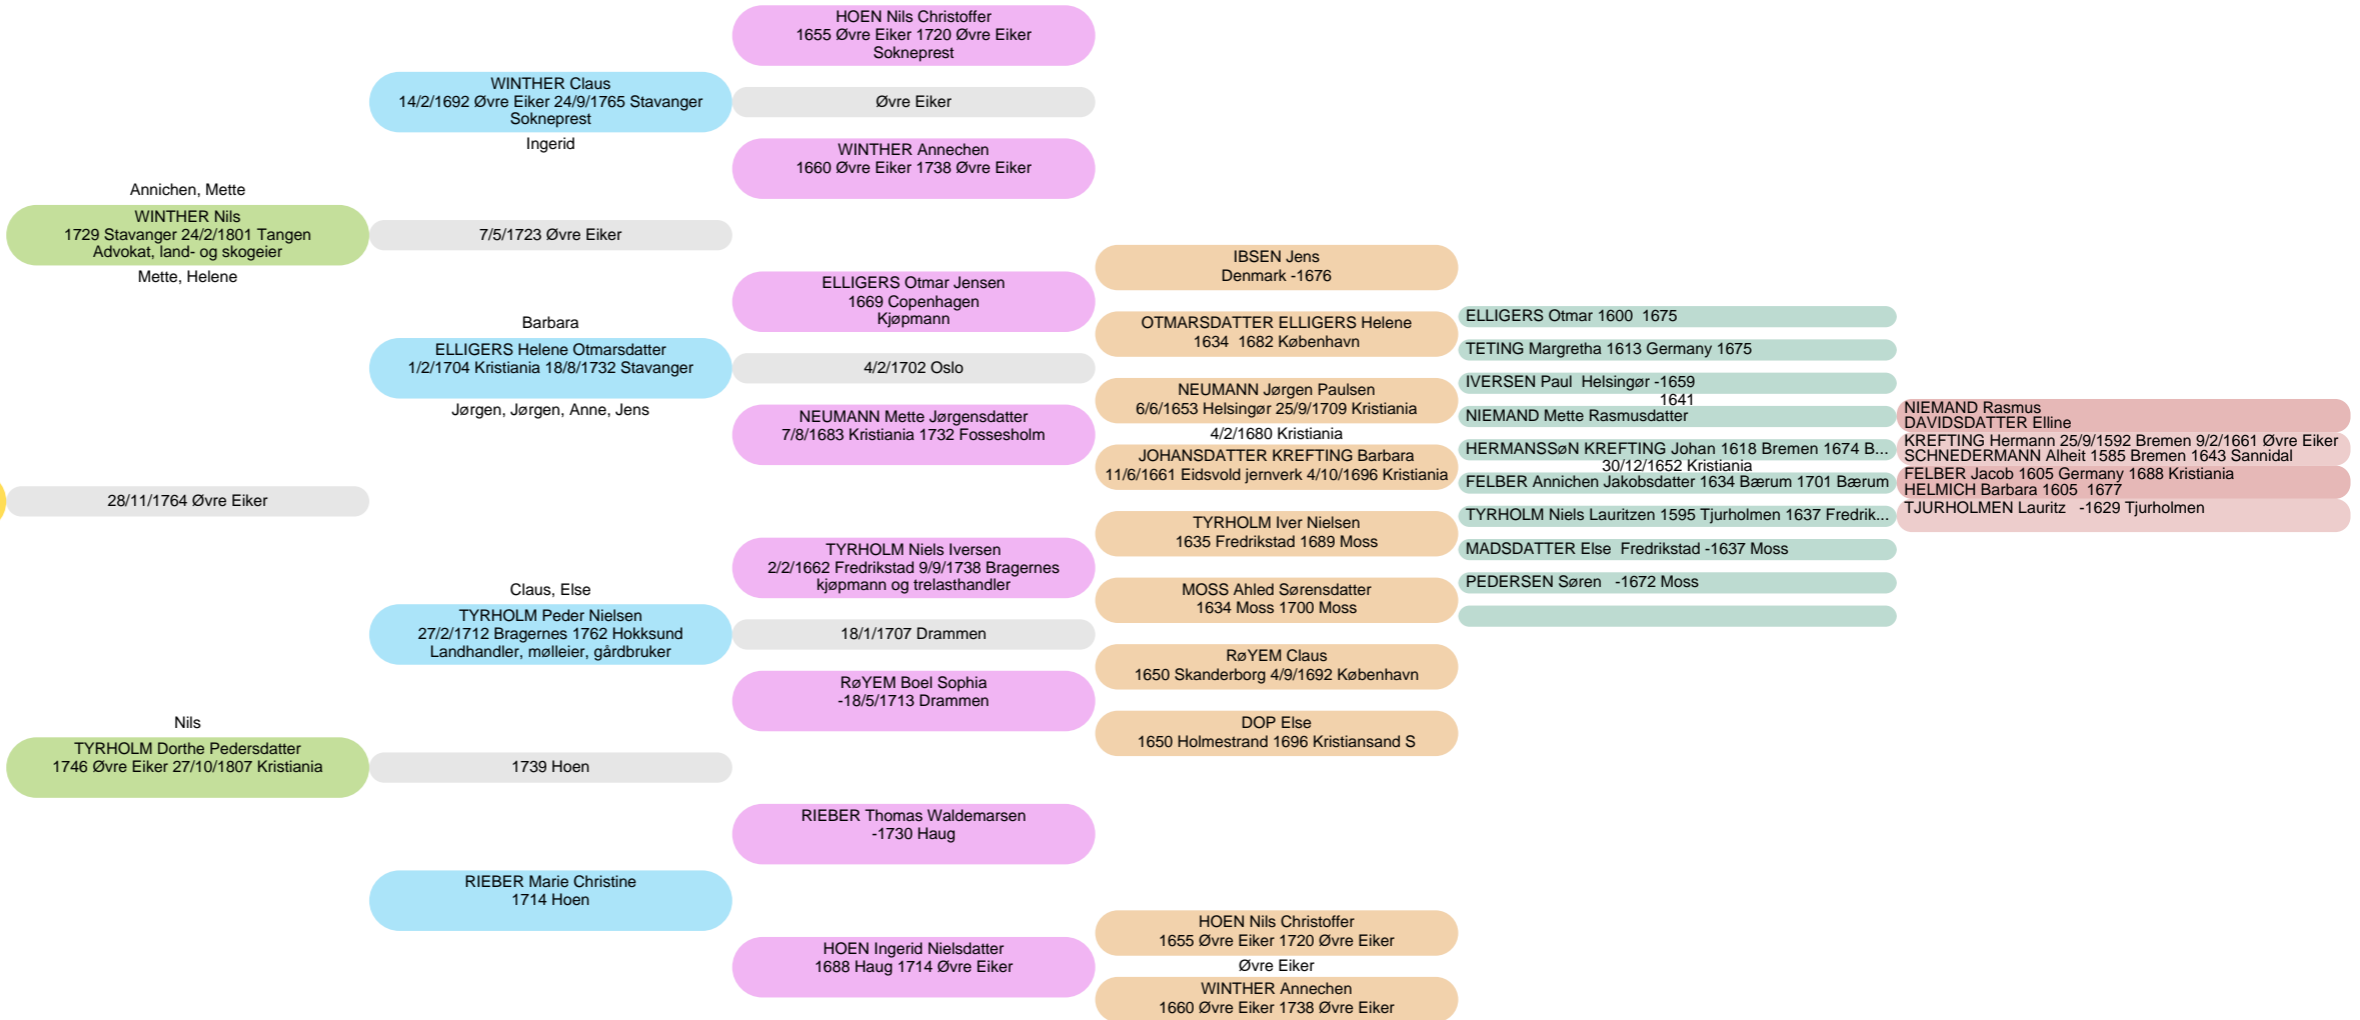 Annichen, Mette
WINTHER Nils
1729 Stavanger 24/2/1801 Tangen
Advokat, land- og skogeier
Mette, Helene
28/11/1764 Øvre Eiker
Nils
TYRHOLM Dorthe Pedersdatter
1746 Øvre Eiker 27/10/1807 Kristiania
WINTHER Claus
14/2/1692 Øvre Eiker 24/9/1765 Stavanger
Sokneprest
Ingerid
7/5/1723 Øvre Eiker
Barbara
ELLIGERS Helene Otmarsdatter
1/2/1704 Kristiania 18/8/1732 Stavanger
Jørgen, Jørgen, Anne, Jens
Claus, Else
TYRHOLM Peder Nielsen
27/2/1712 Bragernes 1762 Hokksund
Landhandler, mølleier, gårdbruker
1739 Hoen
RIEBER Marie Christine
1714 Hoen
HOEN Nils Christoffer
1655 Øvre Eiker 1720 Øvre Eiker
Sokneprest
Øvre Eiker
WINTHER Annechen
1660 Øvre Eiker 1738 Øvre Eiker
ELLIGERS Otmar Jensen
1669 Copenhagen
Kjøpmann
4/2/1702 Oslo
NEUMANN Mette Jørgensdatter
7/8/1683 Kristiania 1732 Fossesholm
TYRHOLM Niels Iversen
2/2/1662 Fredrikstad 9/9/1738 Bragernes
kjøpmann og trelasthandler
18/1/1707 Drammen
RøYEM Boel Sophia
-18/5/1713 Drammen
RIEBER Thomas Waldemarsen
-1730 Haug
HOEN Ingerid Nielsdatter
1688 Haug 1714 Øvre Eiker
IBSEN Jens
Denmark -1676
OTMARSDATTER ELLIGERS Helene
1634  1682 København
NEUMANN Jørgen Paulsen
6/6/1653 Helsingør 25/9/1709 Kristiania
4/2/1680 Kristiania
JOHANSDATTER KREFTING Barbara
11/6/1661 Eidsvold jernverk 4/10/1696 Kristiania
TYRHOLM Iver Nielsen
1635 Fredrikstad 1689 Moss
MOSS Ahled Sørensdatter
1634 Moss 1700 Moss
RøYEM Claus
1650 Skanderborg 4/9/1692 København
DOP Else
1650 Holmestrand 1696 Kristiansand S
HOEN Nils Christoffer
1655 Øvre Eiker 1720 Øvre Eiker
Øvre Eiker
WINTHER Annechen
1660 Øvre Eiker 1738 Øvre Eiker
ELLIGERS Otmar 1600  1675
TETING Margretha 1613 Germany 1675
IVERSEN Paul  Helsingør -1659
1641
NIEMAND Mette Rasmusdatter
HERMANSSøN KREFTING Johan 1618 Bremen 1674 B...
30/12/1652 Kristiania
FELBER Annichen Jakobsdatter 1634 Bærum 1701 Bærum
TYRHOLM Niels Lauritzen 1595 Tjurholmen 1637 Fredrik...
MADSDATTER Else  Fredrikstad -1637 Moss
PEDERSEN Søren   -1672 Moss
NIEMAND Rasmus
DAVIDSDATTER Elline
KREFTING Hermann 25/9/1592 Bremen 9/2/1661 Øvre Eiker
SCHNEDERMANN Alheit 1585 Bremen 1643 Sannidal
FELBER Jacob 1605 Germany 1688 Kristiania
HELMICH Barbara 1605  1677
TJURHOLMEN Lauritz   -1629 Tjurholmen